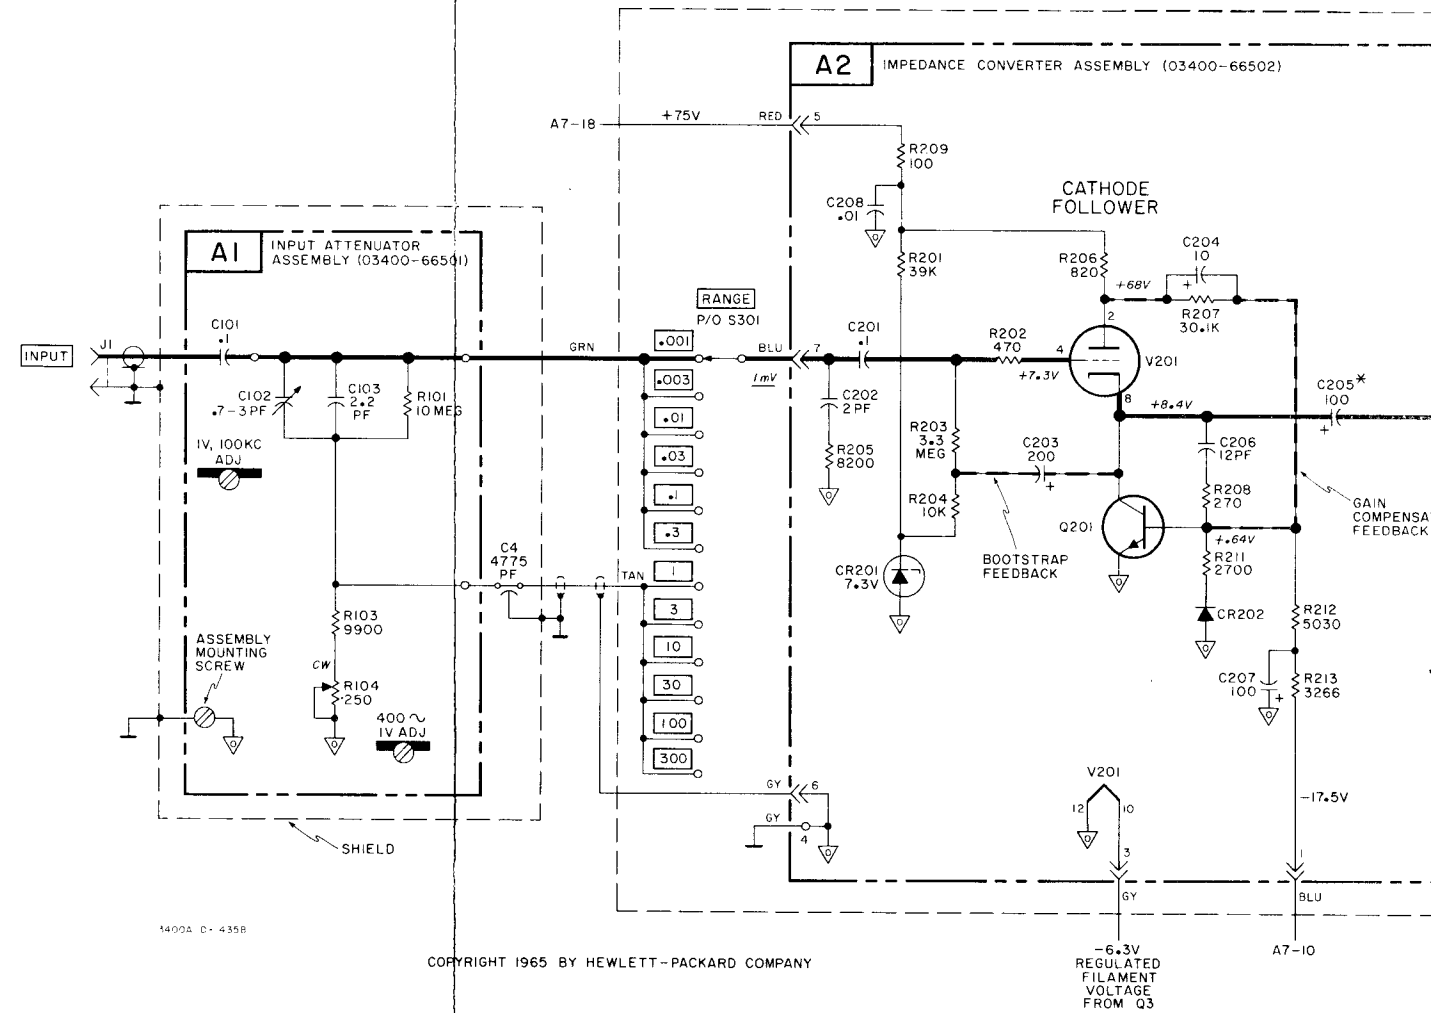 A2
IMPEDANCE CONVERTER ASSEMBLY (03400-66502)
A7-18
+75V
RED
5
R209
100
CATHODE
FOLLOWER
C208
.01
A1
INPUT ATTENUATOR
ASSEMBLY (03400-66501)
R201
39K
R206
820
C204
10
+
+68V
R207
30.1K
RANGE
P/O S301
INPUT
J1
C101
.1
GRN
.001
BLU
7
C201
.1
R202
470
4
2
V201
+7.3V
8
1mV
.003
C102
.7-3PF
C103
2.2
PF
R101
10 MEG
C202
2PF
+8.4V
C205*
100
+
.01
R203
3.3
MEG
C203
200
+
C206
12PF
1V, 100KC
ADJ
.03
R205
8200
.1
R204
10K
R208
270
GAIN
COMPENSA
FEEDBACK
.3
Q201
+.64V
C4
4775
PF
BOOTSTRAP
FEEDBACK
R211
2700
TAN
1
CR201
7.3V
R103
9900
3
CR202
R212
5030
ASSEMBLY
MOUNTING
SCREW
10
CW
R104
250
30
C207
100
+
R213
3266
400 ~
1V ADJ
100
300
V201
12
10
GY
6
-17.5V
GY
4
SHIELD
3
1
GY
BLU
3400A D-435B
COPYRIGHT 1965 BY HEWLETT-PACKARD COMPANY
-6.3V
REGULATED
FILAMENT
VOLTAGE
FROM Q3
A7-10